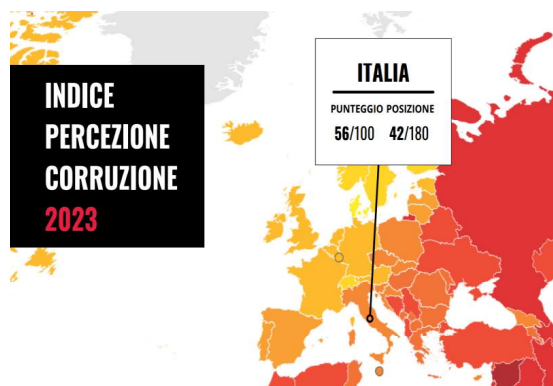 INDICE
PERCEZIONE
CORRUZIONE
2023
ITALIA
PUNTEGGIO POSIZIONE
56/100 42/180